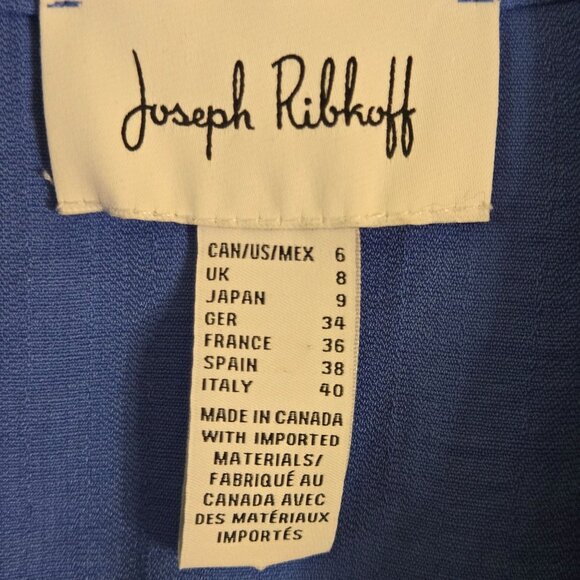 Joseph Ribkoff
CAN/US/MEX 6
UK 8
JAPAN 9
GER 34
FRANCE 36
SPAIN 38
ITALY 40
MADE IN CANADA
WITH IMPORTED
MATERIALS/
FABRIQUÉ AU
CANADA AVEC
DES MATÉRIAUX
IMPORTÉS